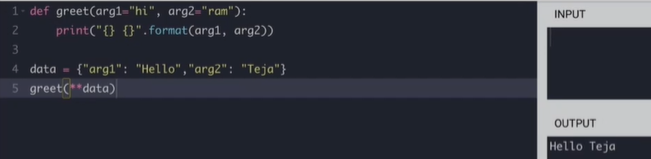 1 def greet(arg1="hi", arg2="ram"):
2     print("{} {}".format(arg1, arg2))
3
4 data = {"arg1": "Hello","arg2": "Teja"}
5 greet(**data)
INPUT
OUTPUT
Hello Teja